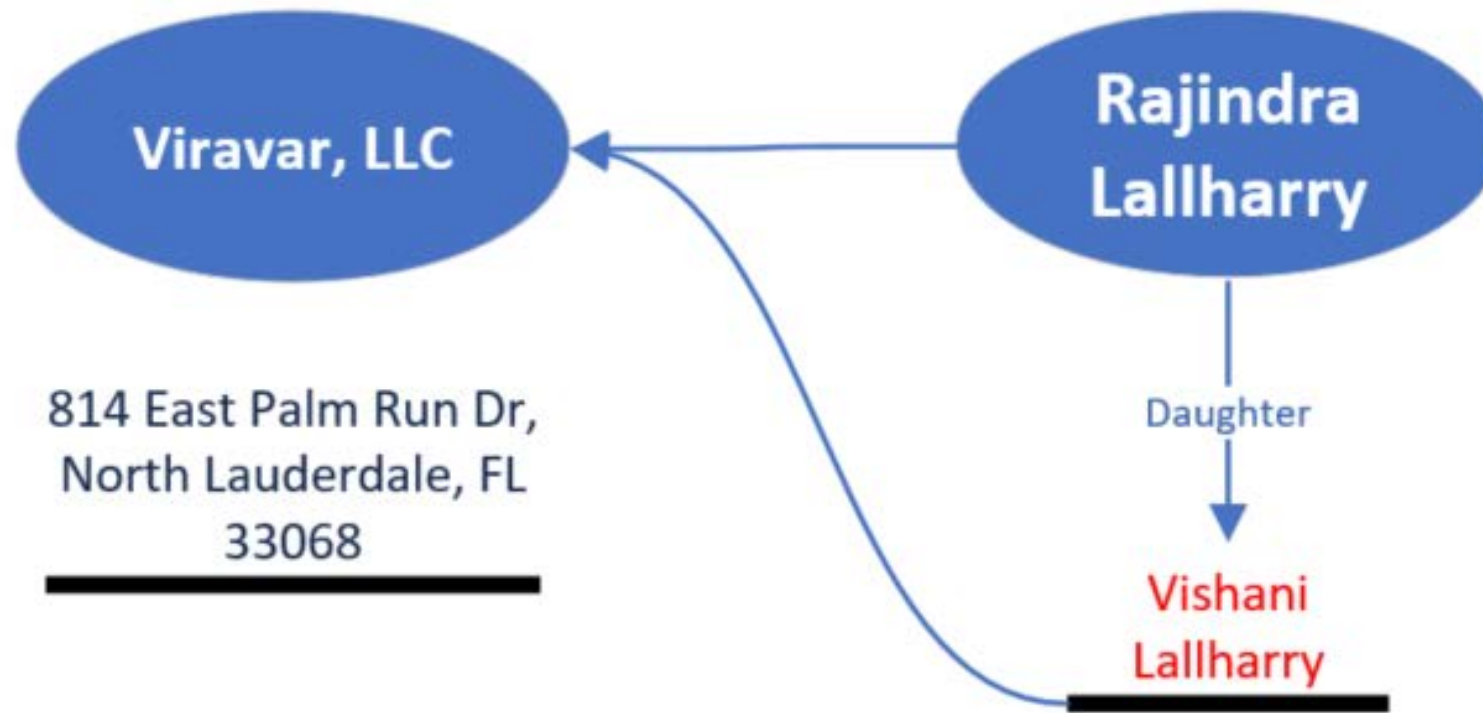 Viravar, LLC
Rajindra
Lallharry
814 East Palm Run Dr,
North Lauderdale, FL
33068
Daughter
Vishani
Lallharry